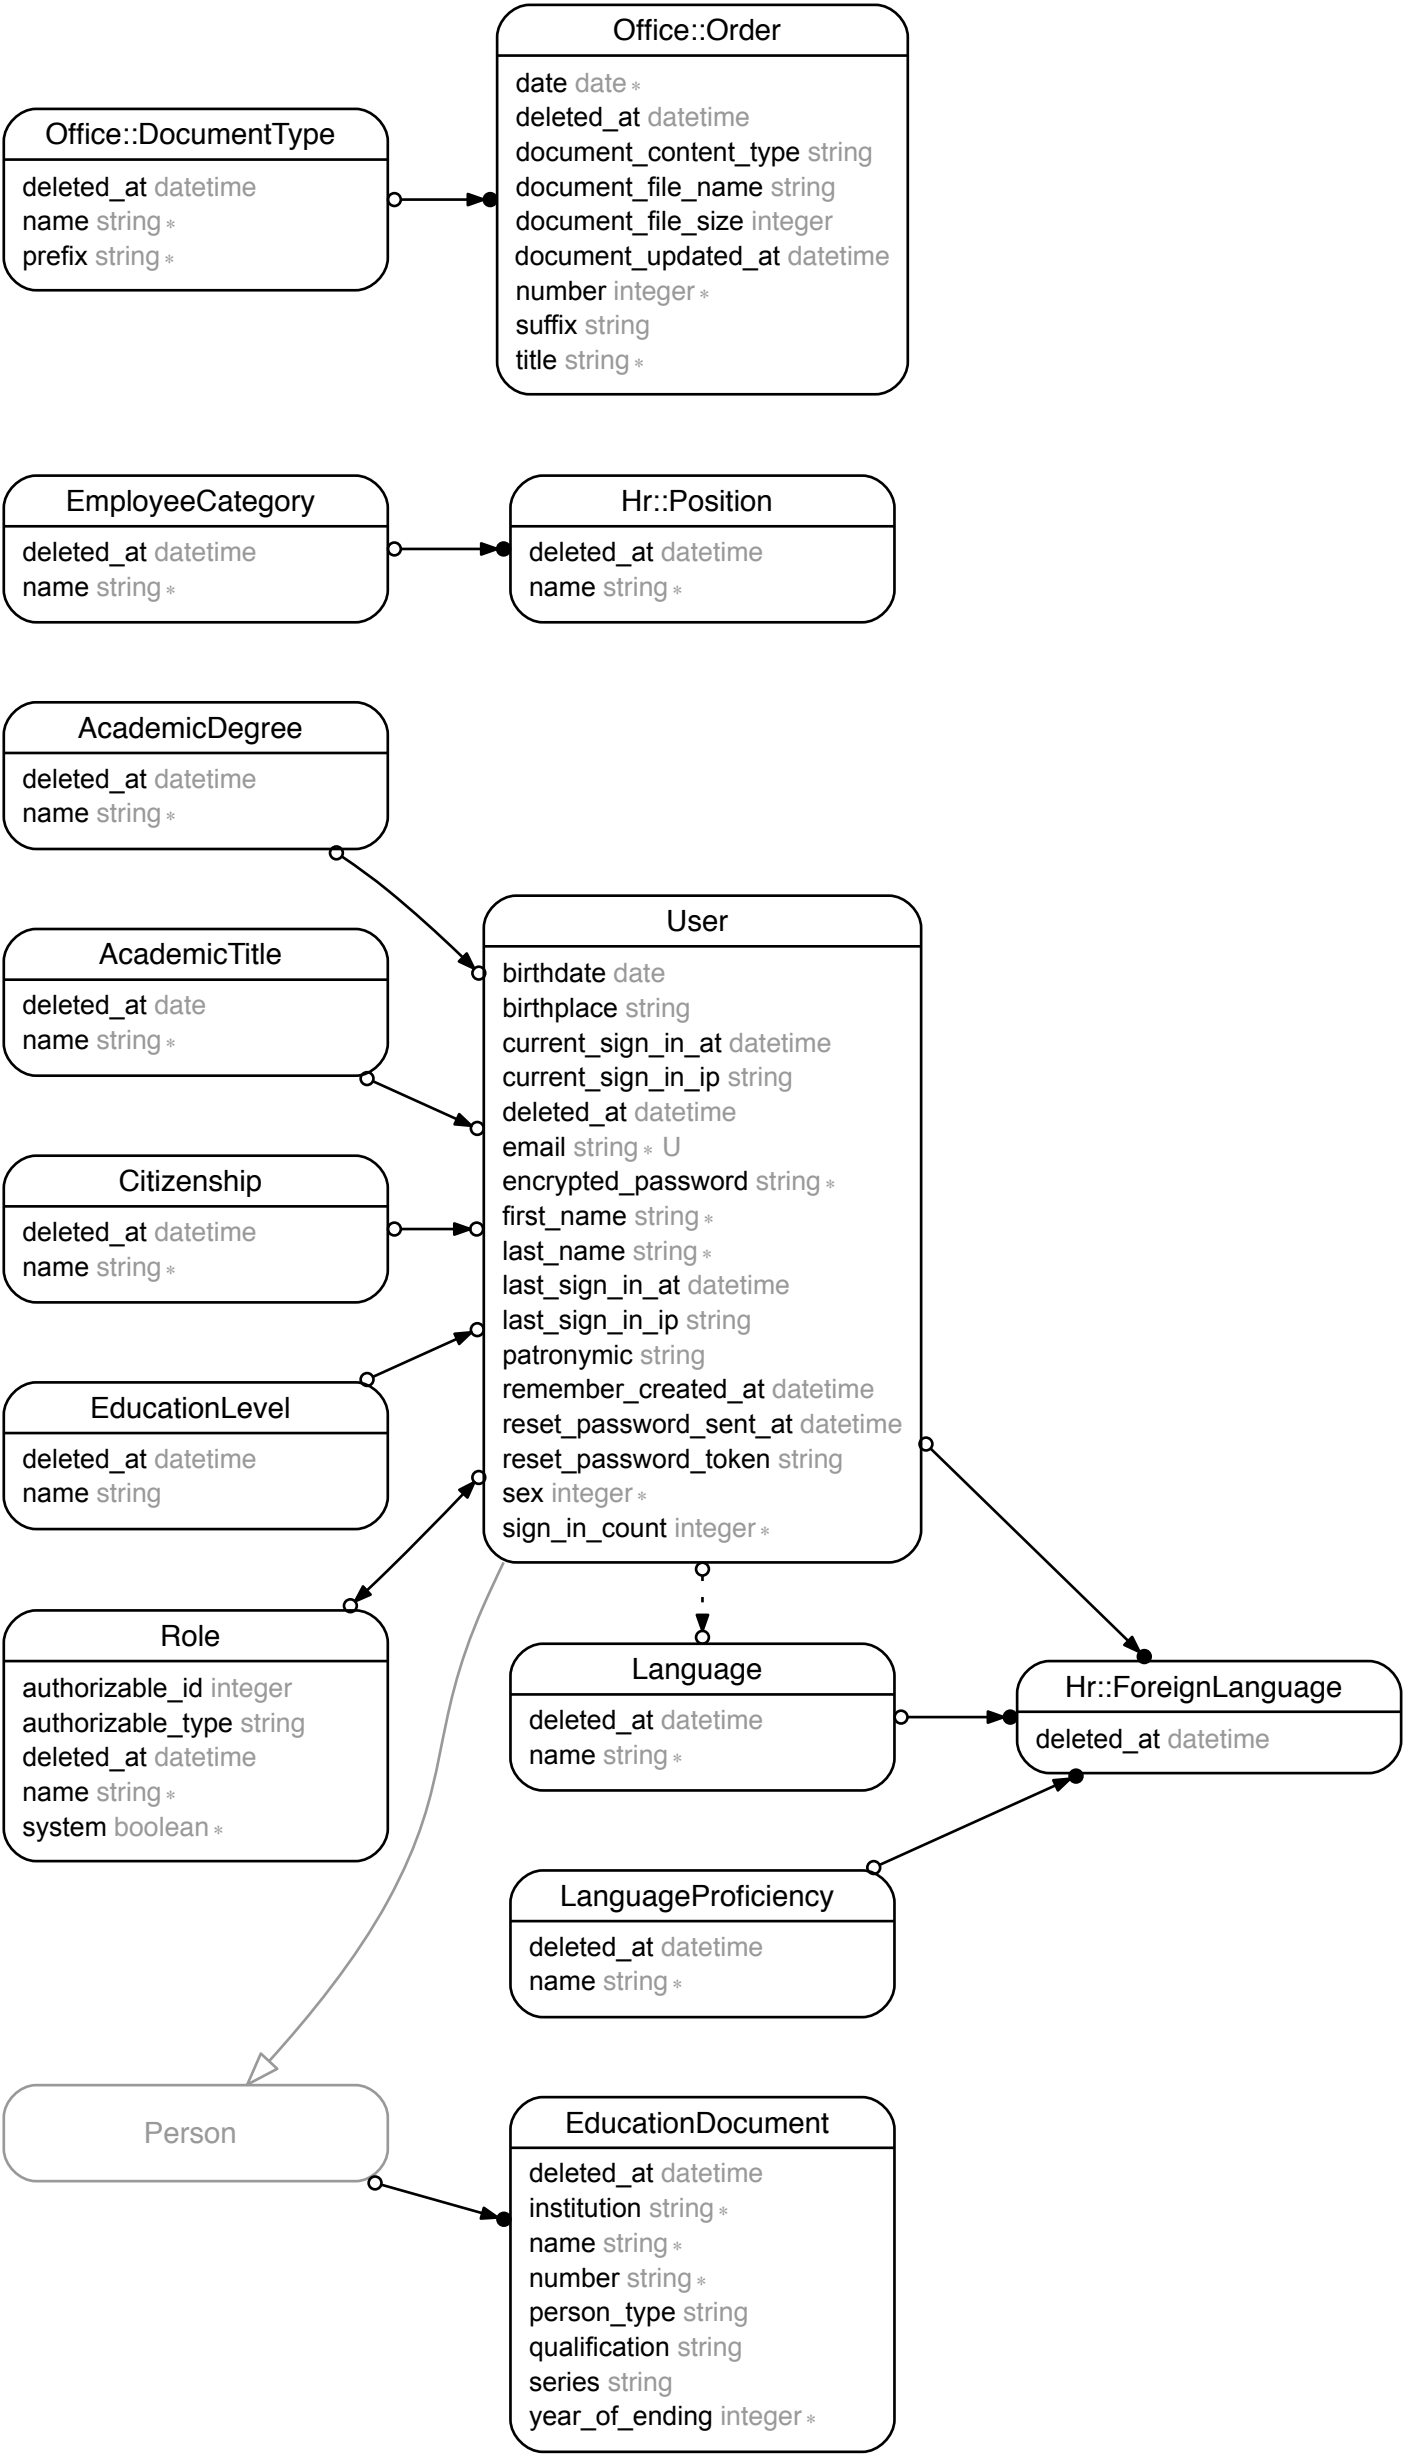 Office::Order
date date *
deleted_at datetime
document_content_type string
document_file_name string
document_file_size integer
document_updated_at datetime
number integer *
suffix string
title string *
Office::DocumentType
deleted_at datetime
name string *
prefix string *
EmployeeCategory
deleted_at datetime
name string *
Hr::Position
deleted_at datetime
name string *
AcademicDegree
deleted_at datetime
name string *
AcademicTitle
deleted_at date
name string *
Citizenship
deleted_at datetime
name string *
EducationLevel
deleted_at datetime
name string
Role
authorizable_id integer
authorizable_type string
deleted_at datetime
name string *
system boolean *
User
birthdate date
birthplace string
current_sign_in_at datetime
current_sign_in_ip string
deleted_at datetime
email string * U
encrypted_password string *
first_name string *
last_name string *
last_sign_in_at datetime
last_sign_in_ip string
patronymic string
remember_created_at datetime
reset_password_sent_at datetime
reset_password_token string
sex integer *
sign_in_count integer *
Language
deleted_at datetime
name string *
Hr::ForeignLanguage
deleted_at datetime
LanguageProficiency
deleted_at datetime
name string *
Person
EducationDocument
deleted_at datetime
institution string *
name string *
number string *
person_type string
qualification string
series string
year_of_ending integer *